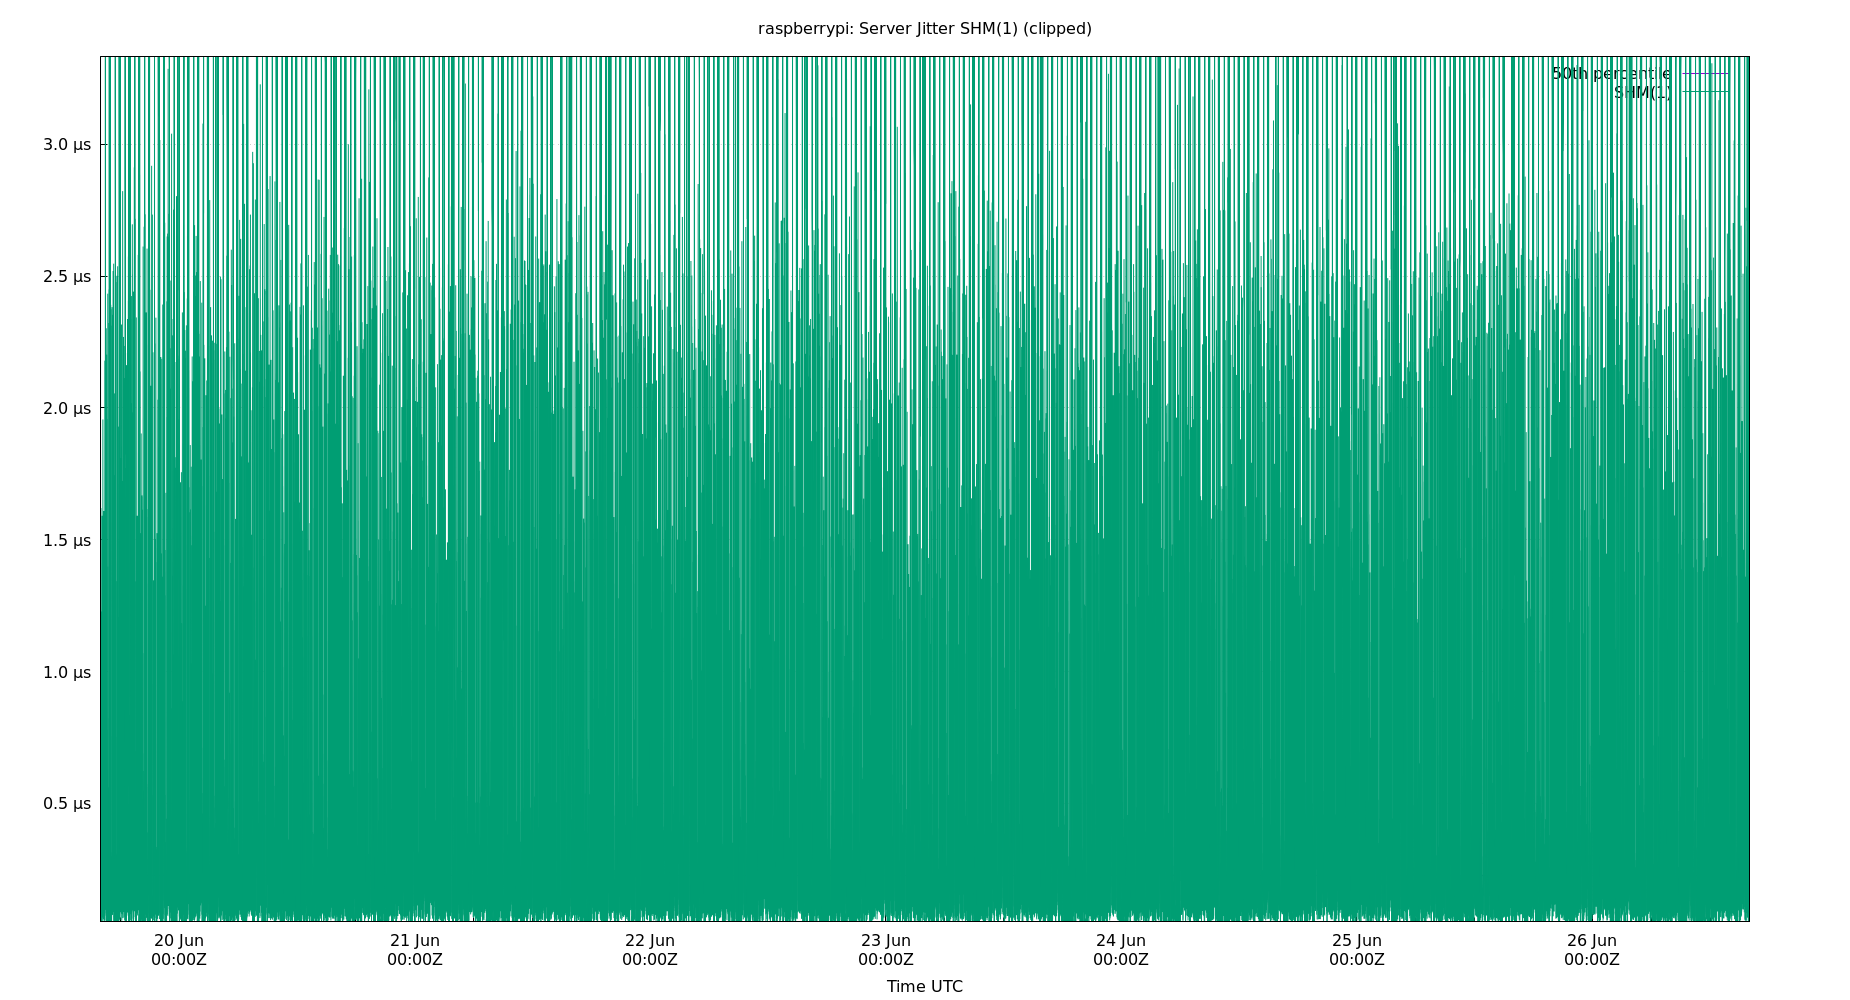 raspberrypi: Server Jitter SHM(1) (clipped)
50th percentile
SHM(1)
3.0 µs
2.5 µs
2.0 µs
1.5 µs
1.0 µs
0.5 µs
20 Jun 21 Jun 22 Jun 23 Jun 24 Jun 25 Jun 26 Jun
00:00Z 00:00Z 00:00Z 00:00Z 00:00Z 00:00Z 00:00Z
Time UTC